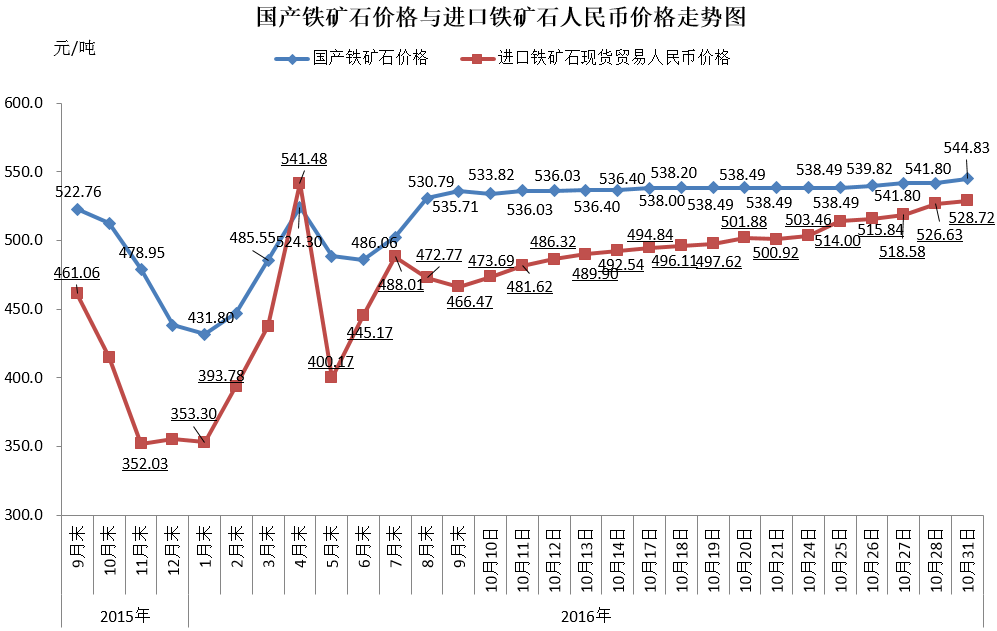 国产铁矿石价格与进口铁矿石人民币价格走势图
元/吨
国产铁矿石价格 进口铁矿石现货贸易人民币价格
600.0
550.0
500.0
450.0
400.0
350.0
300.0
522.76
478.95
431.80
485.55
524.30
486.06
530.79
535.71
533.82
536.03
536.03
536.40
536.40
538.00
538.20
538.49
538.49
538.49
538.49
538.49
539.82
541.80
541.80
544.83
461.06
352.03
353.30
393.78
541.48
400.17
445.17
488.01
472.77
466.47
473.69
481.62
486.32
489.90
492.54
494.84
496.11
497.62
501.88
500.92
503.46
514.00
515.84
518.58
526.63
528.72
9月末
10月末
11月末
12月末
1月末
2月末
3月末
4月末
5月末
6月末
7月末
8月末
9月末
10月10日
10月11日
10月12日
10月13日
10月14日
10月17日
10月18日
10月19日
10月20日
10月21日
10月24日
10月25日
10月26日
10月27日
10月28日
10月31日
2015年 2016年